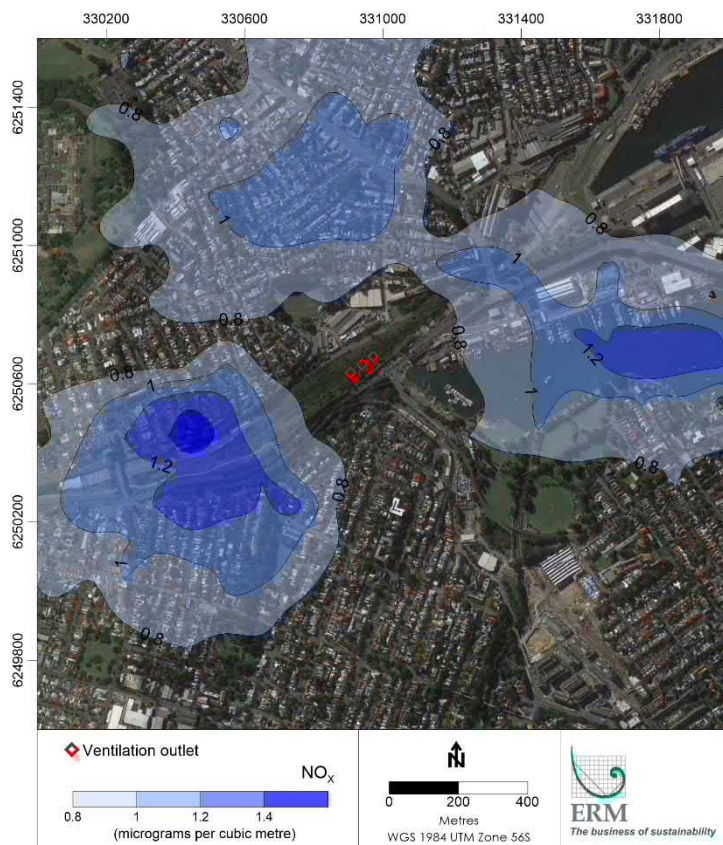 330200 330600 331000 331400 331800
6251400
6251000
6250600
6250200
6249800
0.8
0.8
1
0.8
0.8
1
0.8
1.2
1
0.8
0.8
1
1.2
0.8
1
0.8
Ventilation outlet
NOX
0.8 1 1.2 1.4
(micrograms per cubic metre)
N
0 200 400
Metres
WGS 1984 UTM Zone 56S
ERM
The business of sustainability